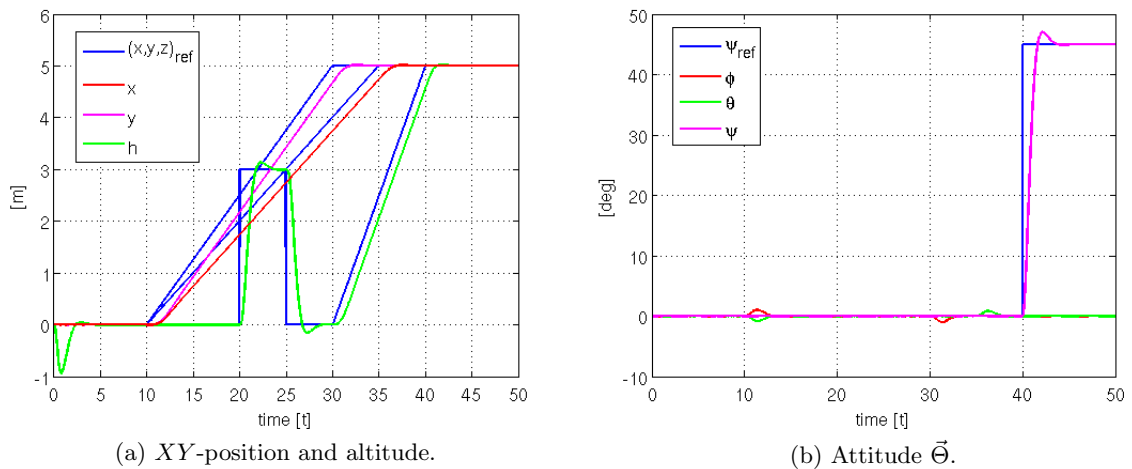 6
5
4
3
2
1
0
-1
[m]
(x,y,z)ref
x
y
h
0 5 10 15 20 25 30 35 40 45 50
time [t]
(a) XY-position and altitude.
50
40
30
20
10
0
-10
[deg]
ψref
ϕ
θ
ψ
0 10 20 30 40 50
time [t]
(b) Attitude Θ⃗.